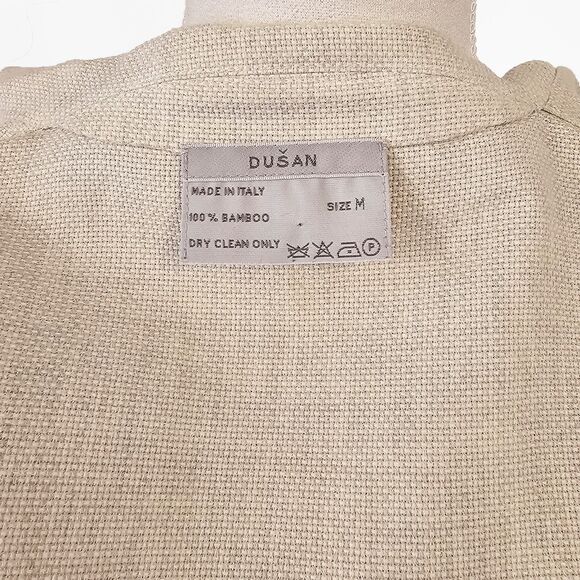 DUŠAN
MADE IN ITALY
100% BAMBOO SIZE M
DRY CLEAN ONLY P